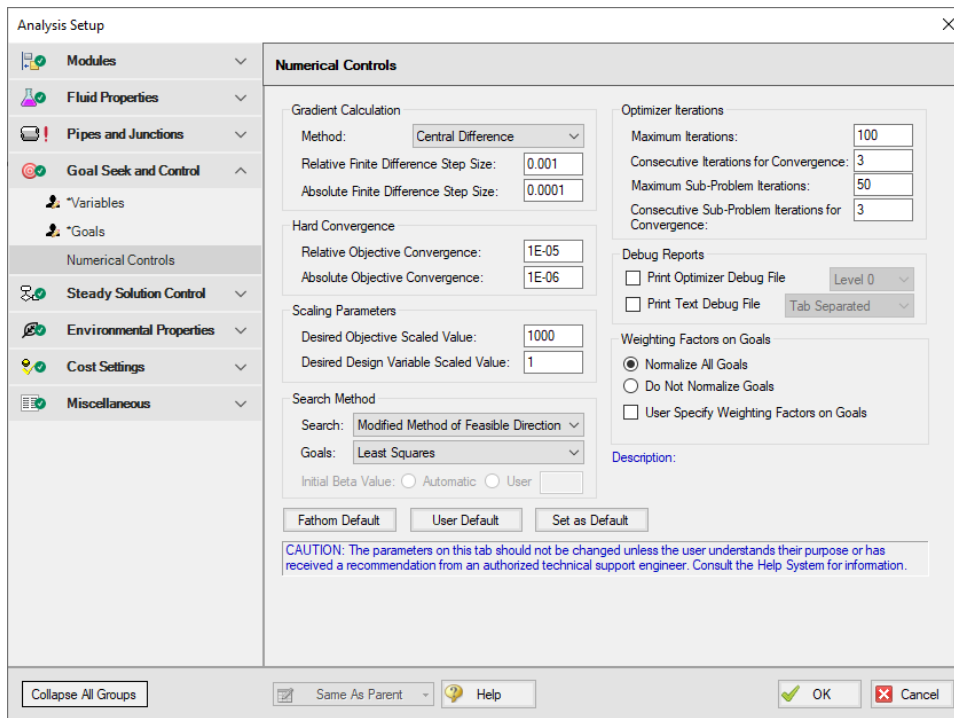 Analysis Setup
Modules
Fluid Properties
Pipes and Junctions
Goal Seek and Control
*Variables
*Goals
Numerical Controls
Steady Solution Control
Environmental Properties
Cost Settings
Miscellaneous
Numerical Controls
Gradient Calculation
Method: Central Difference
Relative Finite Difference Step Size: 0.001
Absolute Finite Difference Step Size: 0.0001
Hard Convergence
Relative Objective Convergence: 1E-05
Absolute Objective Convergence: 1E-06
Scaling Parameters
Desired Objective Scaled Value: 1000
Desired Design Variable Scaled Value: 1
Search Method
Search: Modified Method of Feasible Direction
Goals: Least Squares
Initial Beta Value: Automatic User
Optimizer Iterations
Maximum Iterations: 100
Consecutive Iterations for Convergence: 3
Maximum Sub-Problem Iterations: 50
Consecutive Sub-Problem Iterations for 3
Convergence:
Debug Reports
Print Optimizer Debug File Level 0
Print Text Debug File Tab Separated
Weighting Factors on Goals
Normalize All Goals
Do Not Normalize Goals
User Specify Weighting Factors on Goals
Description:
Fathom Default User Default Set as Default
CAUTION: The parameters on this tab should not be changed unless the user understands their purpose or has
received a recommendation from an authorized technical support engineer. Consult the Help System for information.
Collapse All Groups Same As Parent Help OK Cancel